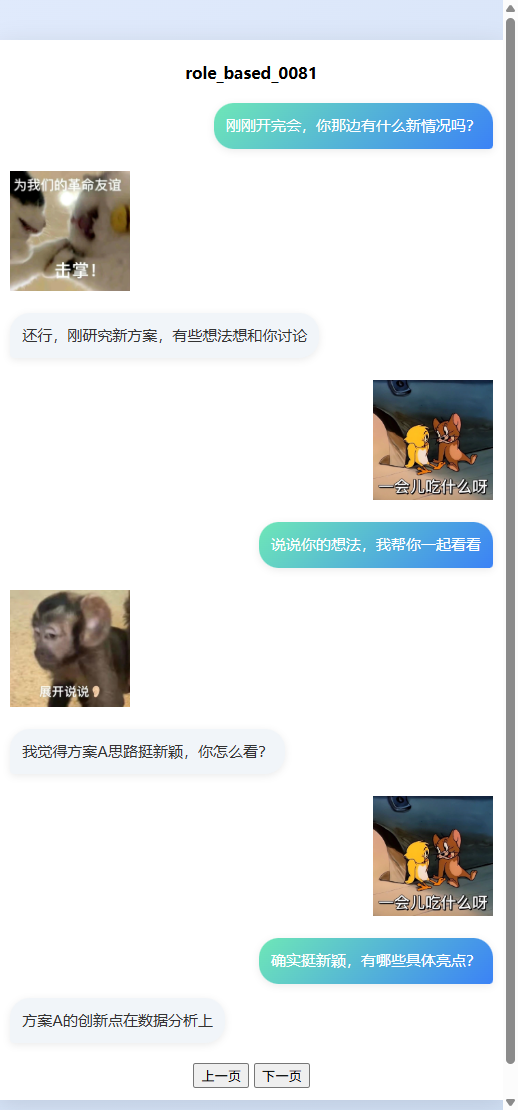 role_based_0081
刚刚开完会，你那边有什么新情况吗？
为我们的革命友谊
击掌！
还行，刚研究新方案，有些想法想和你讨论
一会儿吃什么呀
说说你的想法，我帮你一起看看
展开说说👂
我觉得方案A思路挺新颖，你怎么看？
一会儿吃什么呀
确实挺新颖，有哪些具体亮点？
方案A的创新点在数据分析上
上一页 下一页